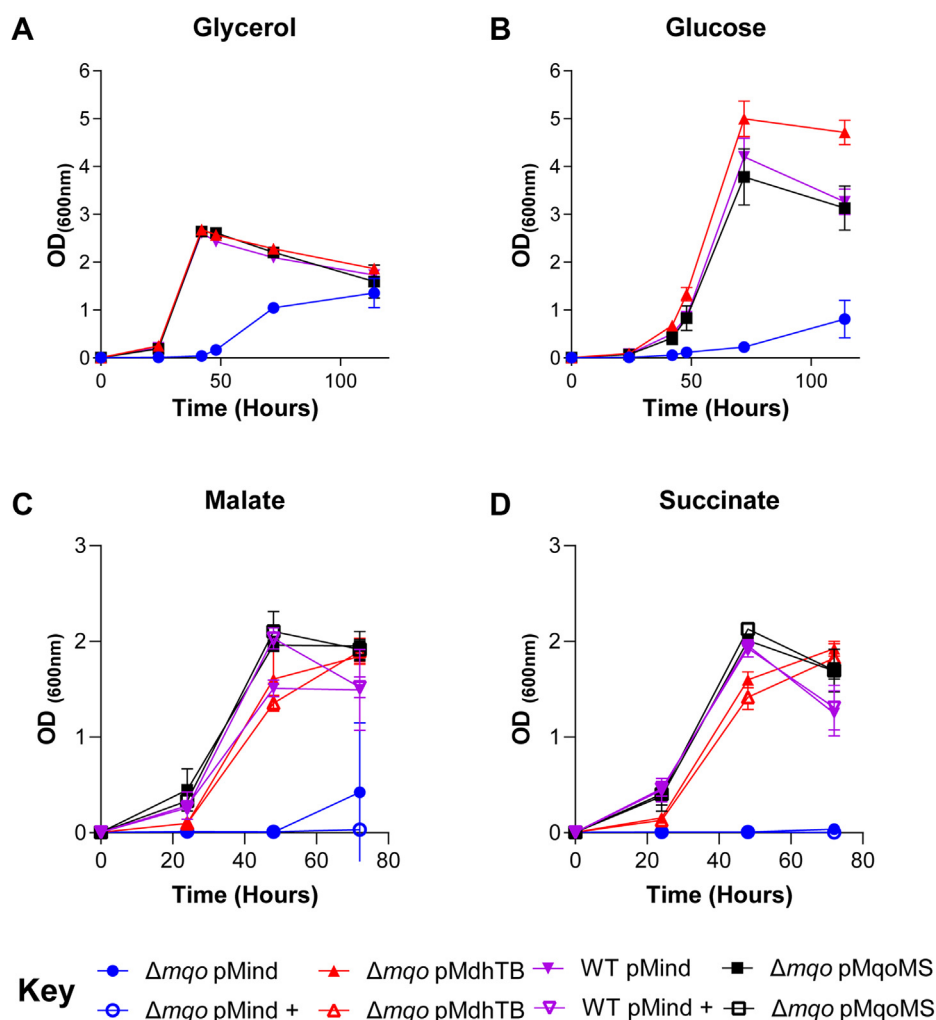 A Glycerol
B Glucose
6
5
4
3
2
1
0
OD(600nm)
0 50 100
Time (Hours)
6
5
4
3
2
1
0
OD(600nm)
0 50 100
Time (Hours)
C Malate
D Succinate
3
2
1
0
OD (600nm)
0 20 40 60 80
Time (Hours)
3
2
1
0
OD (600nm)
0 20 40 60 80
Time (Hours)
Key
Δmqo pMind
Δmqo pMdhTB
WT pMind
Δmqo pMqoMS
Δmqo pMind +
Δmqo pMdhTB
WT pMind +
Δmqo pMqoMS